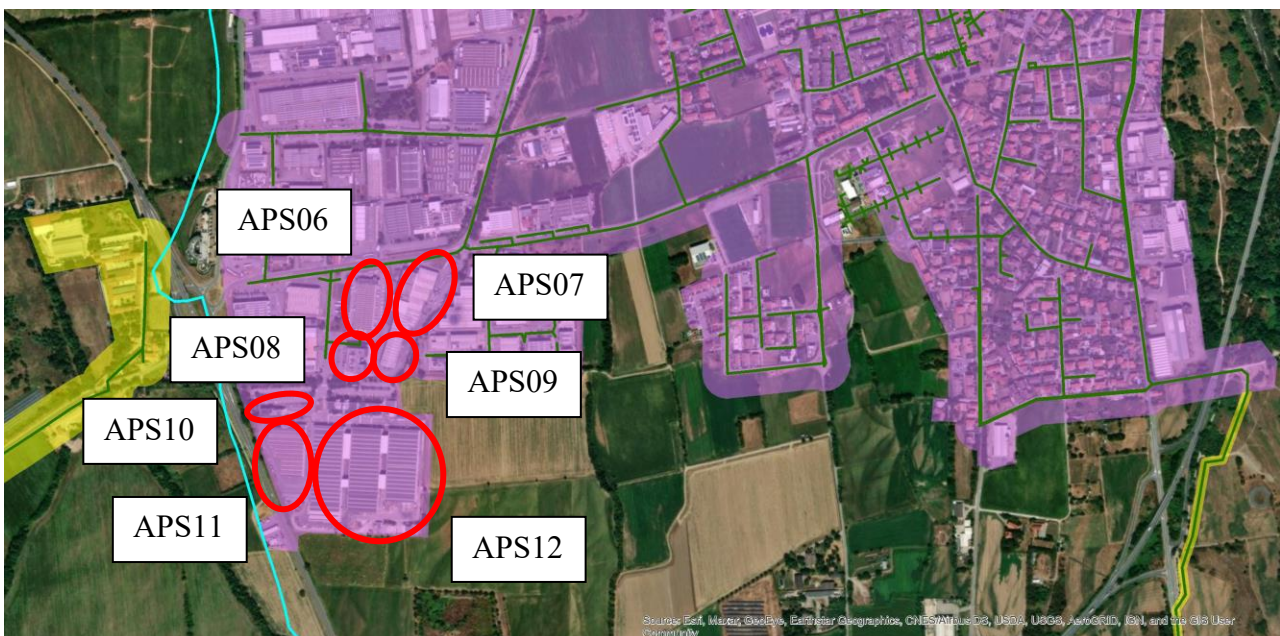 APS06
APS07
APS08
APS09
APS10
APS11
APS12
Source: Esri, Maxar, GeoEye, Earthstar Geographics, CNES/Airbus DS, USDA, USGS, AeroGRID, IGN, and the GIS User
Community